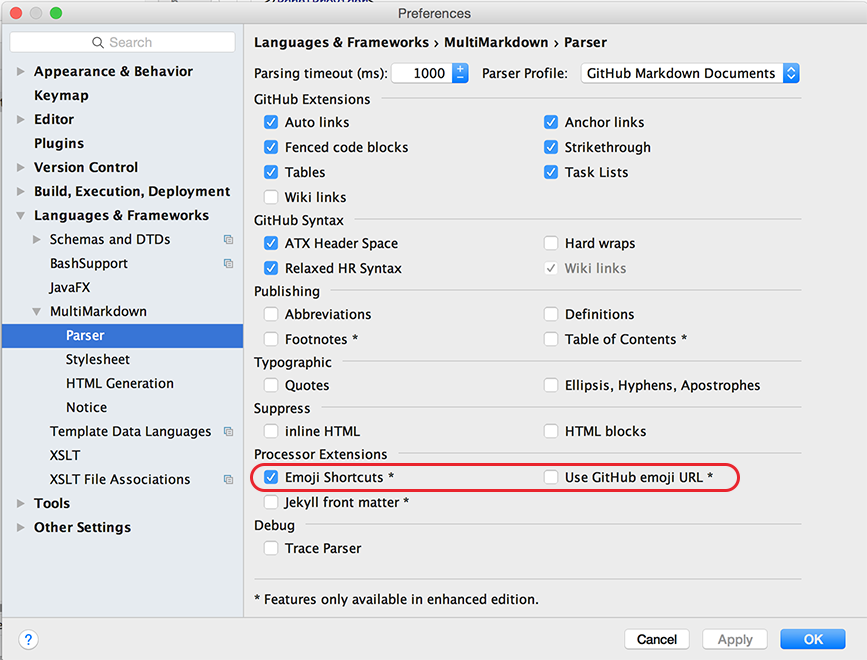 Preferences
Search
Appearance & Behavior
Keymap
Editor
Plugins
Version Control
Build, Execution, Deployment
Languages & Frameworks
Schemas and DTDs
BashSupport
JavaFX
MultiMarkdown
Parser
Stylesheet
HTML Generation
Notice
Template Data Languages
XSLT
XSLT File Associations
Tools
Other Settings
Languages & Frameworks › MultiMarkdown › Parser
Parsing timeout (ms): 1000 Parser Profile: GitHub Markdown Documents
GitHub Extensions
Auto links Anchor links
Fenced code blocks Strikethrough
Tables Task Lists
Wiki links
GitHub Syntax
ATX Header Space Hard wraps
Relaxed HR Syntax Wiki links
Publishing
Abbreviations Definitions
Footnotes * Table of Contents *
Typographic
Quotes Ellipsis, Hyphens, Apostrophes
Suppress
inline HTML HTML blocks
Processor Extensions
Emoji Shortcuts * Use GitHub emoji URL *
Jekyll front matter *
Debug
Trace Parser
* Features only available in enhanced edition.
? Cancel Apply OK